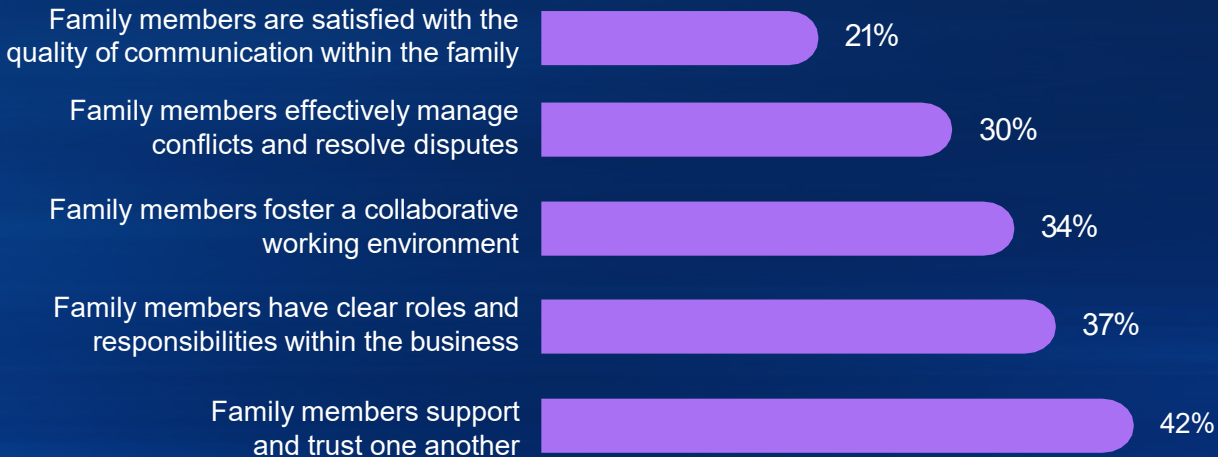 Family members are satisfied with the
quality of communication within the family
21%
Family members effectively manage
conflicts and resolve disputes
30%
Family members foster a collaborative
working environment
34%
Family members have clear roles and
responsibilities within the business
37%
Family members support
and trust one another
42%